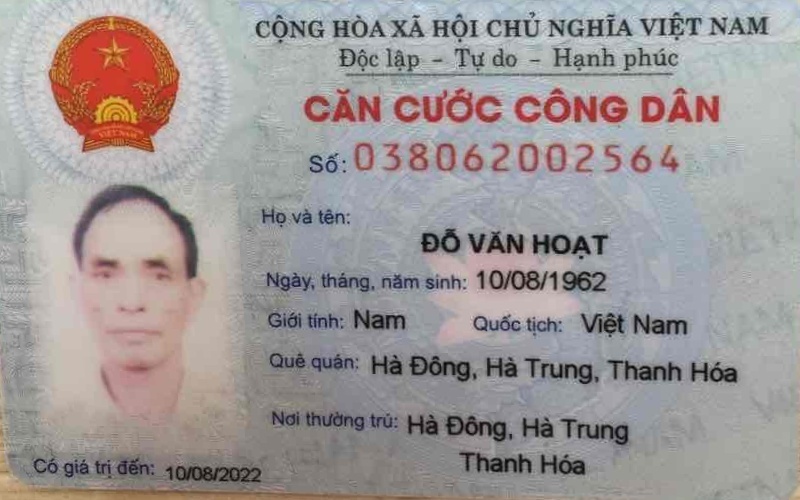 CỘNG HÒA XÃ HỘI CHỦ NGHĨA VIỆT NAM
Độc lập - Tự do - Hạnh phúc
CĂN CƯỚC CÔNG DÂN
Số: 038062002564
Họ và tên:
ĐỖ VĂN HOẠT
Ngày, tháng, năm sinh: 10/08/1962
Giới tính: Nam Quốc tịch: Việt Nam
Quê quán: Hà Đông, Hà Trung, Thanh Hóa
Nơi thường trú: Hà Đông, Hà Trung
Thanh Hóa
Có giá trị đến: 10/08/2022
VIỆT NAM